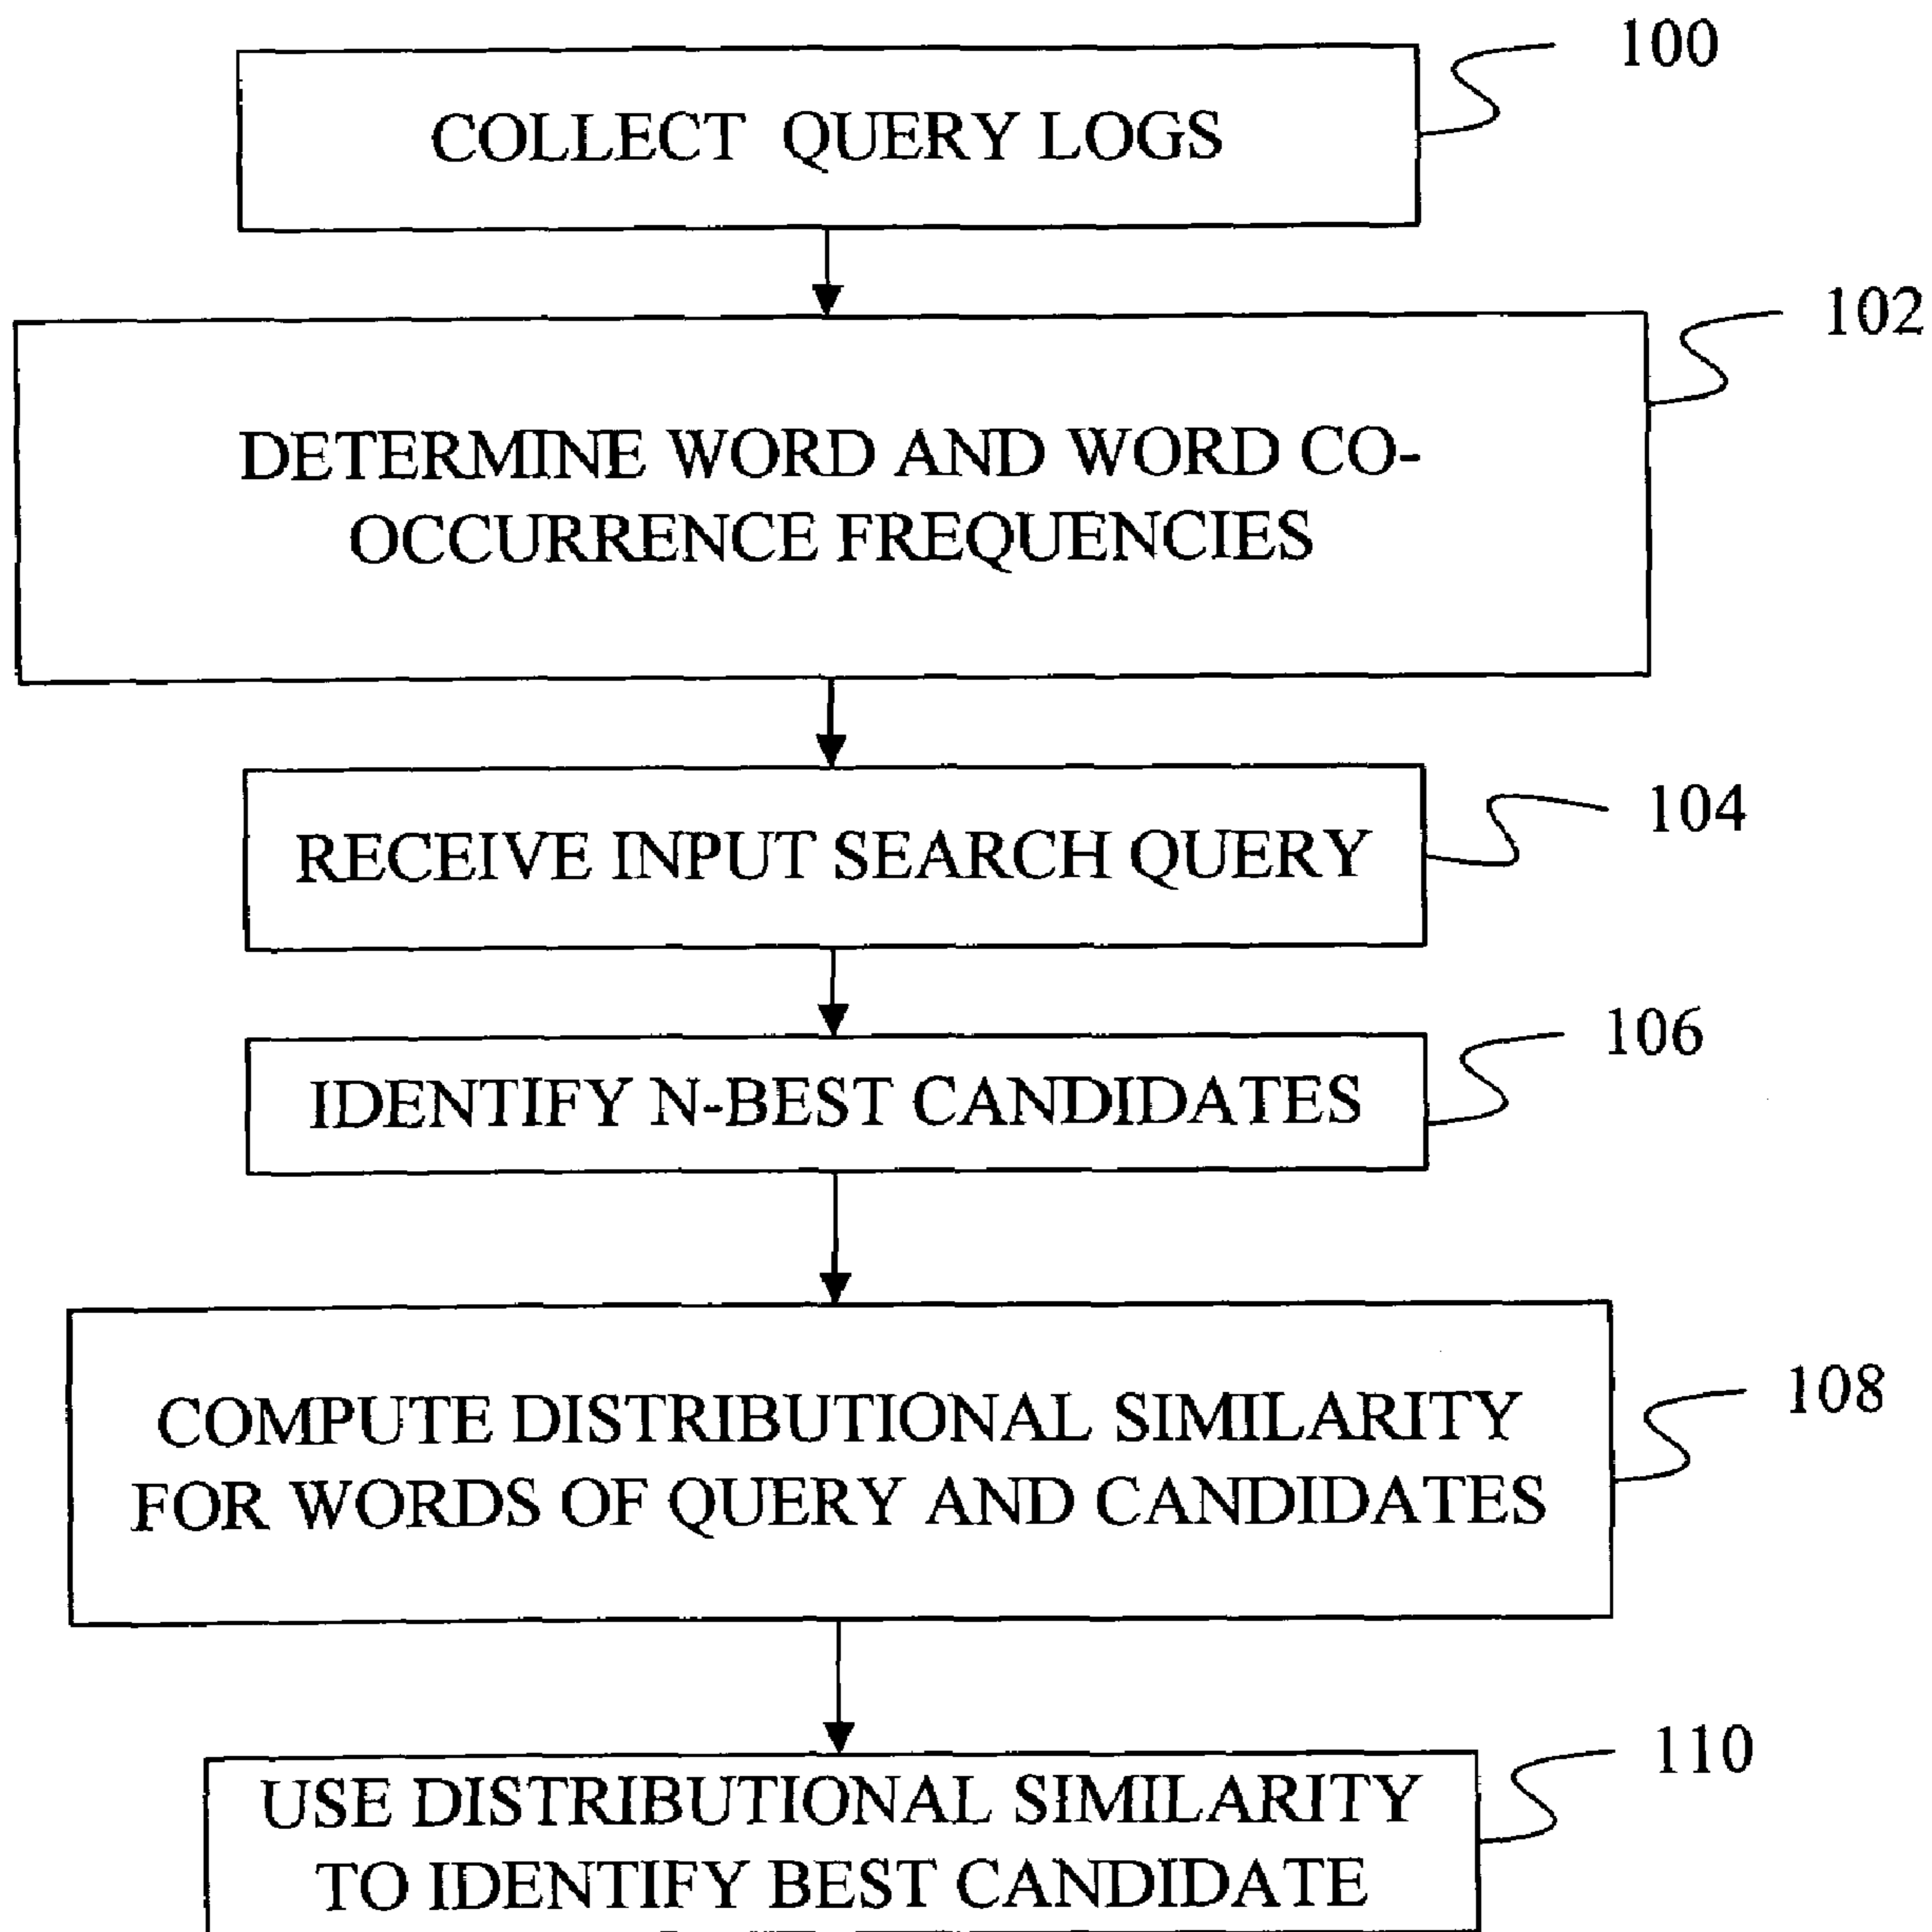 100
COLLECT QUERY LOGS
102
DETERMINE WORD AND WORD CO-
OCCURRENCE FREQUENCIES
104
RECEIVE INPUT SEARCH QUERY
106
IDENTIFY N-BEST CANDIDATES
108
COMPUTE DISTRIBUTIONAL SIMILARITY
FOR WORDS OF QUERY AND CANDIDATES
110
USE DISTRIBUTIONAL SIMILARITY
TO IDENTIFY BEST CANDIDATE